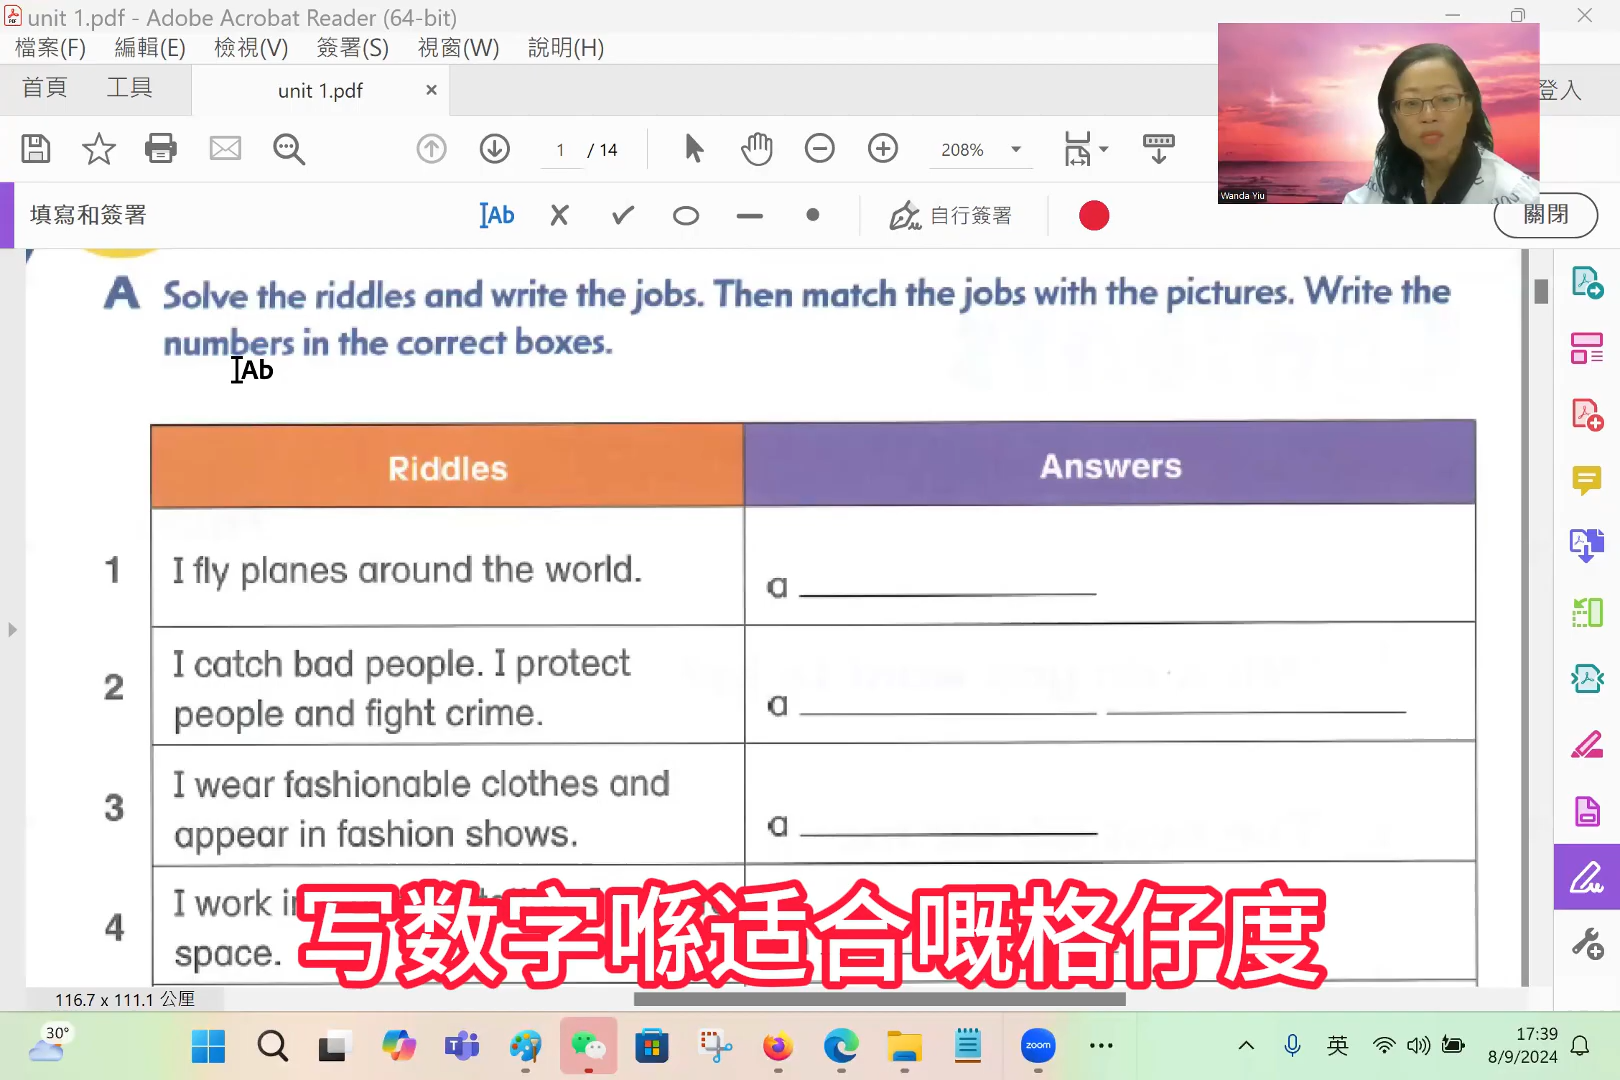 unit 1.pdf - Adobe Acrobat Reader (64-bit)
檔案(F) 編輯(E) 檢視(V) 簽署(S) 視窗(W) 說明(H)
首頁 工具 unit 1.pdf × 登入
1 / 14 208%
Wanda Yiu
填寫和簽署 Ab 自行簽署 關閉
A Solve the riddles and write the jobs. Then match the jobs with the pictures. Write the
numbers in the correct boxes.
Ab
Riddles Answers
1 I fly planes around the world. a
2 I catch bad people. I protect
people and fight crime. a
3 I wear fashionable clothes and
appear in fashion shows. a
4 I work in
space.
写数字喺适合嘅格仔度
116.7 x 111.1 公厘
30°
zoom
英
17:39
8/9/2024